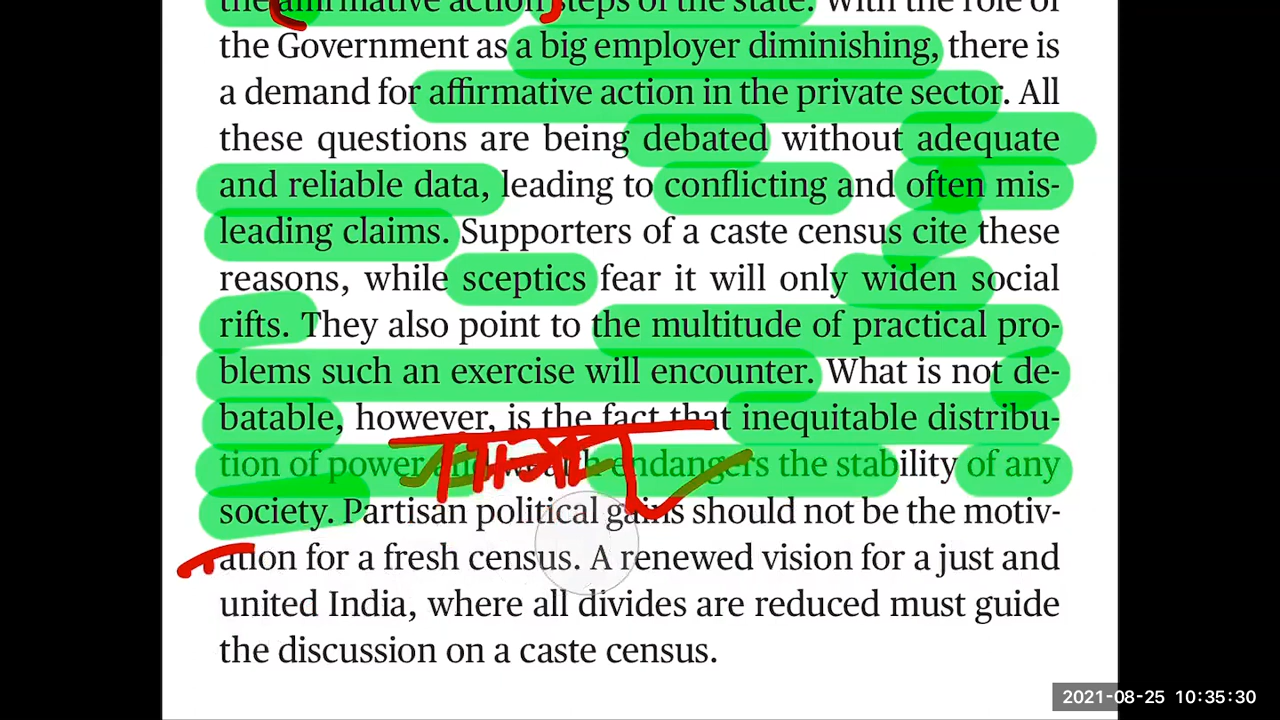 the affirmative action steps of the state. With the role of
the Government as a big employer diminishing, there is
a demand for affirmative action in the private sector. All
these questions are being debated without adequate
and reliable data, leading to conflicting and often mis-
leading claims. Supporters of a caste census cite these
reasons, while sceptics fear it will only widen social
rifts. They also point to the multitude of practical pro-
blems such an exercise will encounter. What is not de-
batable, however, is the fact that inequitable distribu-
tion of power and wealth endangers the stability of any
society. Partisan political gains should not be the motiv-
ation for a fresh census. A renewed vision for a just and
united India, where all divides are reduced must guide
the discussion on a caste census.
2021-08-25 10:35:30